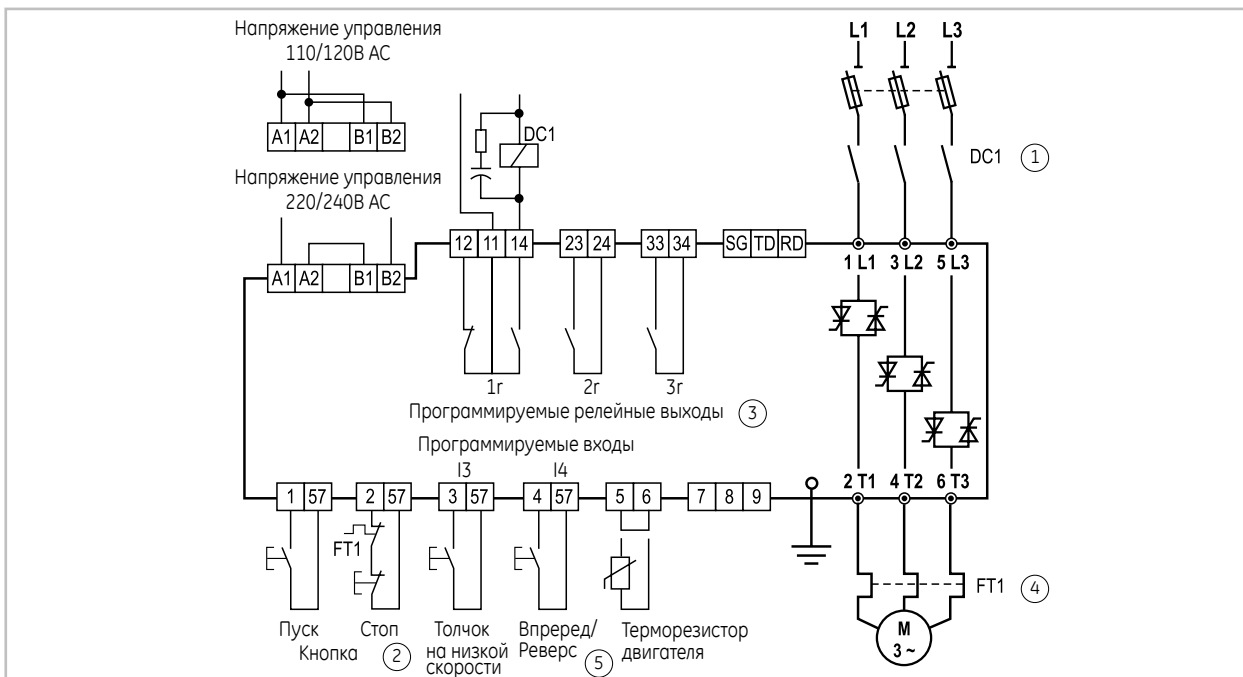 Напряжение управления
110/120В АС
A1 A2 B1 B2
Напряжение управления
220/240В АС
A1 A2 B1 B2
DC1
12 11 14 23 24 33 34 SG TD RD
1r 2r 3r
Программируемые релейные выходы 3
L1 L2 L3
DC1 1
1 L1 3 L2 5 L3
2 T1 4 T2 6 T3
Программируемые входы
I3 I4
1 57 2 57 3 57 4 57 5 6 7 8 9
FT1
Пуск
Стоп
Кнопка 2
Толчок
на низкой
скорости
Впреред/
Реверс 5
Терморезистор
двигателя
FT1 4
M
3 ~